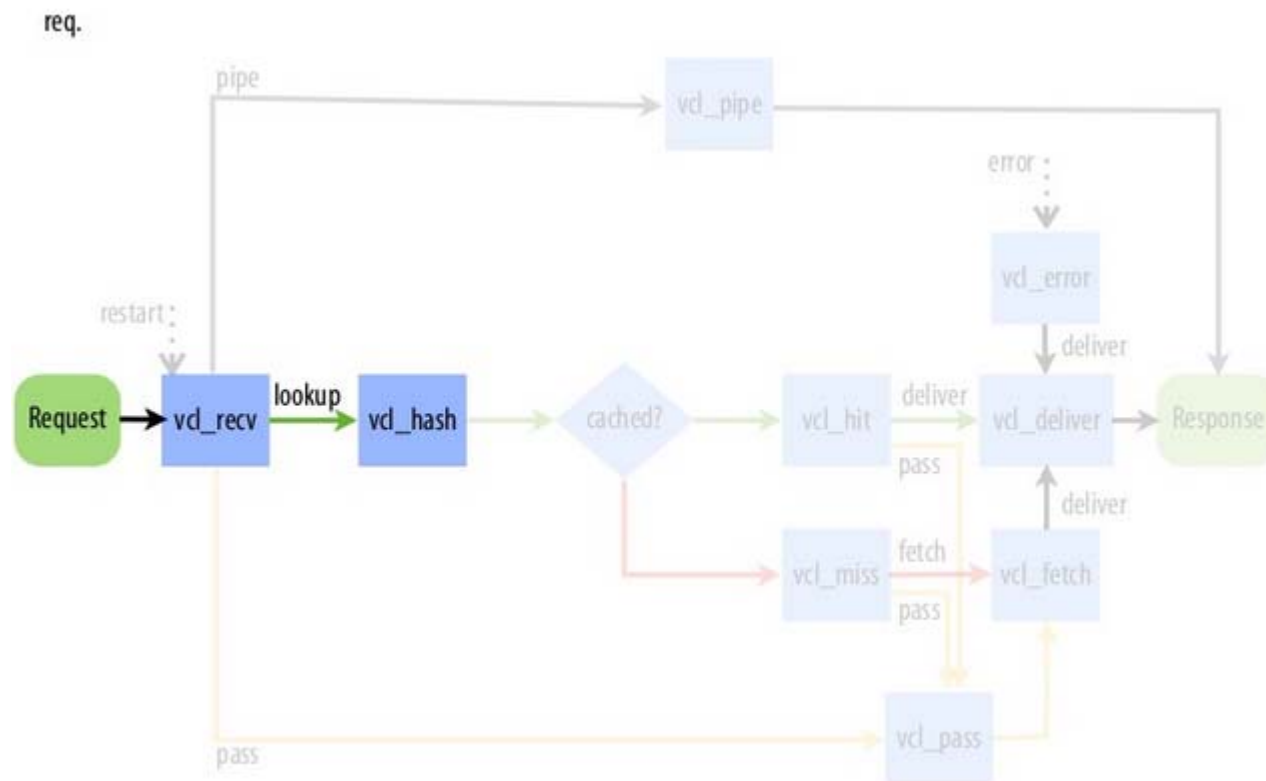 req.
pipe
vcl_pipe
error
vcl_error
restart
deliver
Request
vcl_recv
lookup
vcl_hash
cached?
vcl_hit
deliver
pass
vcl_deliver
Response
deliver
vcl_miss
fetch
pass
vcl_fetch
pass
vcl_pass